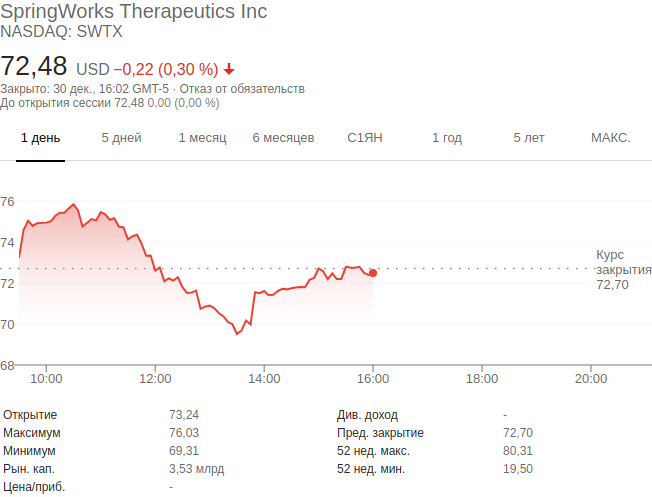 SpringWorks Therapeutics Inc
NASDAQ: SWTX
72,48 USD −0,22 (0,30 %)
Закрыто: 30 дек., 16:02 GMT-5 · Отказ от обязательств
До открытия сессии 72,48 0,00 (0,00 %)
1 день 5 дней 1 месяц 6 месяцев С1ЯН 1 год 5 лет МАКС.
76
74
Курс
закрытия
72,70
72
70
68
10:00 12:00 14:00 16:00 18:00 20:00
Открытие 73,24 Див. доход -
Максимум 76,03 Пред. закрытие 72,70
Минимум 69,31 52 нед. макс. 80,31
Рын. кап. 3,53 млрд 52 нед. мин. 19,50
Цена/приб. -